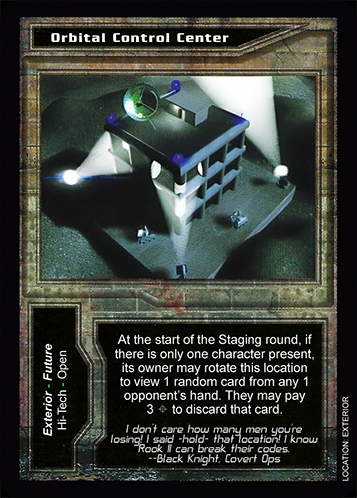 Orbital Control Center
Exterior - Future
Hi-Tech - Open
At the start of the Staging round, if
there is only one character present,
its owner may rotate this location
to view 1 random card from any 1
opponent's hand. They may pay
3 to discard that card.
I don't care how many men you're
losing! I said -hold- that location! I know
Rook II can break their codes.
--Black Knight, Covert Ops
LOCATION: EXTERIOR